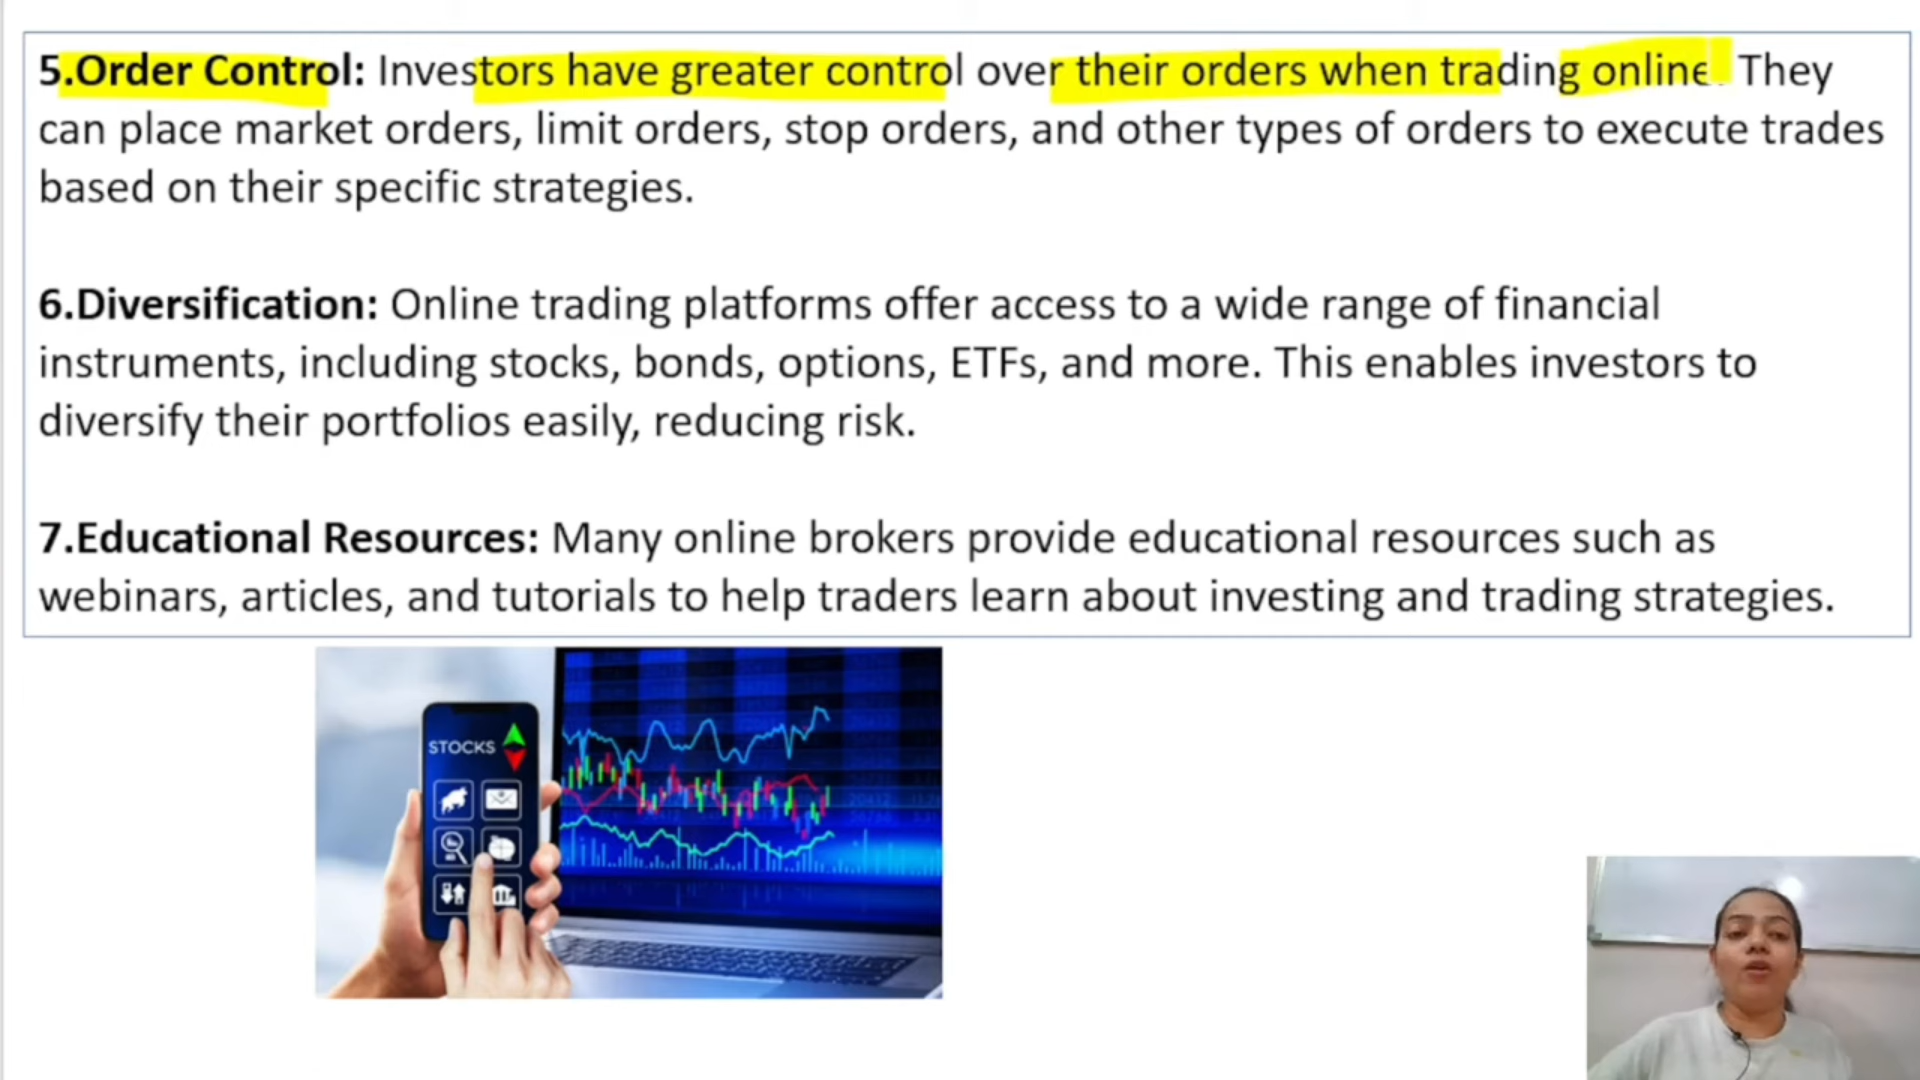 5.Order Control: Investors have greater control over their orders when trading online. They
can place market orders, limit orders, stop orders, and other types of orders to execute trades
based on their specific strategies.
6.Diversification: Online trading platforms offer access to a wide range of financial
instruments, including stocks, bonds, options, ETFs, and more. This enables investors to
diversify their portfolios easily, reducing risk.
7.Educational Resources: Many online brokers provide educational resources such as
webinars, articles, and tutorials to help traders learn about investing and trading strategies.
STOCKS